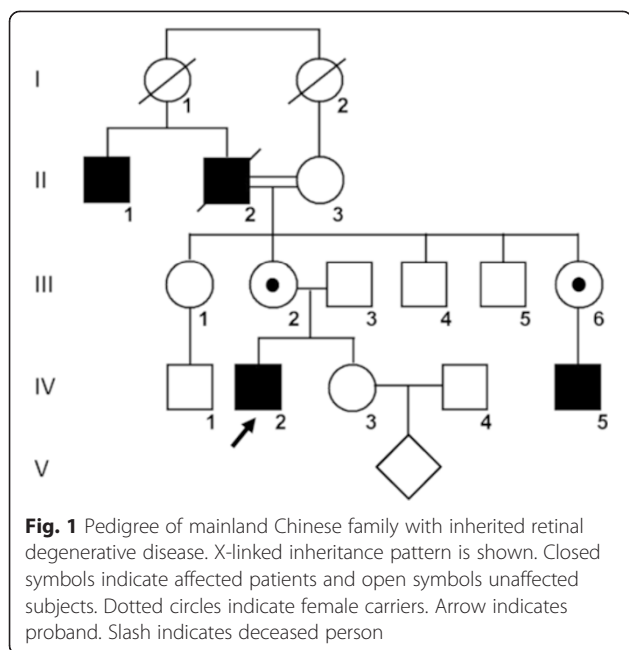 I
1 2
II
1 2 3
III
1 2 3 4 5 6
IV
1 2 3 4 5
V
Fig. 1 Pedigree of mainland Chinese family with inherited retinal
degenerative disease. X-linked inheritance pattern is shown. Closed
symbols indicate affected patients and open symbols unaffected
subjects. Dotted circles indicate female carriers. Arrow indicates
proband. Slash indicates deceased person